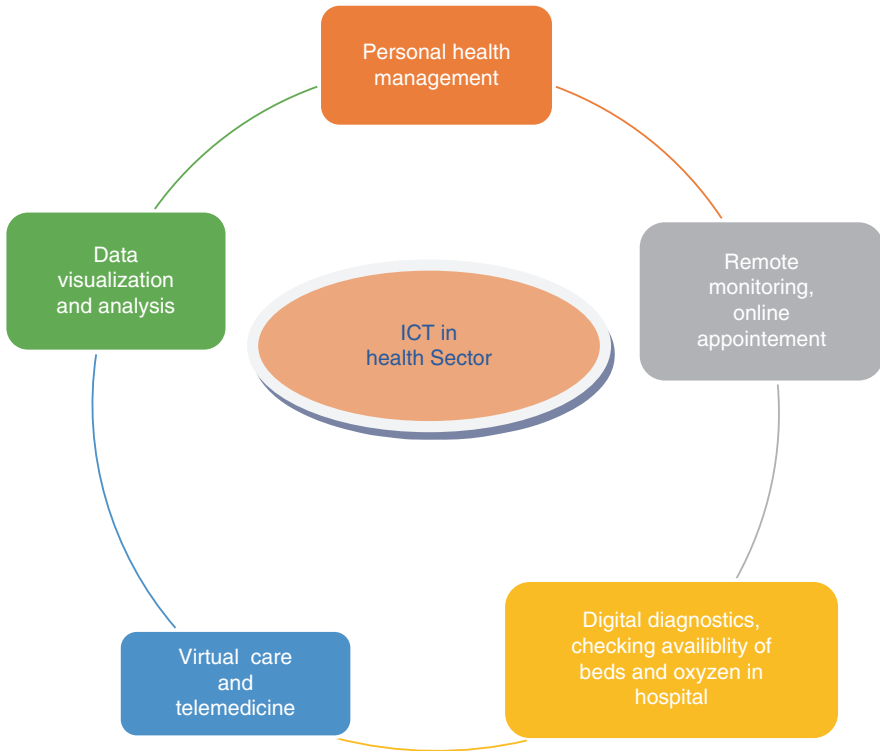 Personal health
management
Remote
monitoring,
online
appointement
Digital diagnostics,
checking availiblity of
beds and oxyzen in
hospital
Virtual care
and
telemedicine
Data
visualization
and analysis
ICT in
health Sector